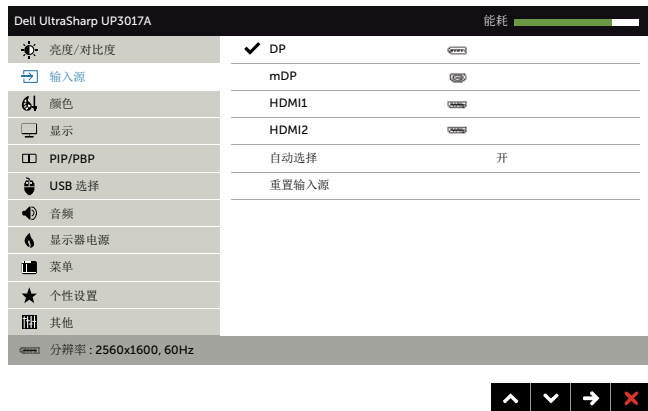 Dell UltraSharp UP3017A 能耗
亮度/对比度 DP
输入源 mDP
颜色 HDMI1
显示 HDMI2
PIP/PBP 自动选择 开
USB 选择 重置输入源
音频
显示器电源
菜单
个性设置
其他
分辨率 : 2560x1600, 60Hz